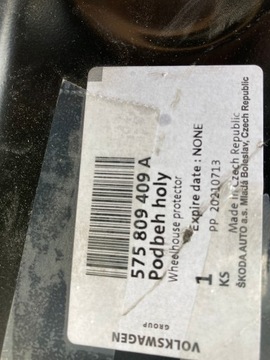 575 809 409 A
Podbeh holy
Wheelhouse protector
Expire date : NONE
1
PP 20210713
KS
Made in Czech Republic
ŠKODA AUTO a.s. Mladá Boleslav, Czech Republic
VOLKSWAGEN
GROUP